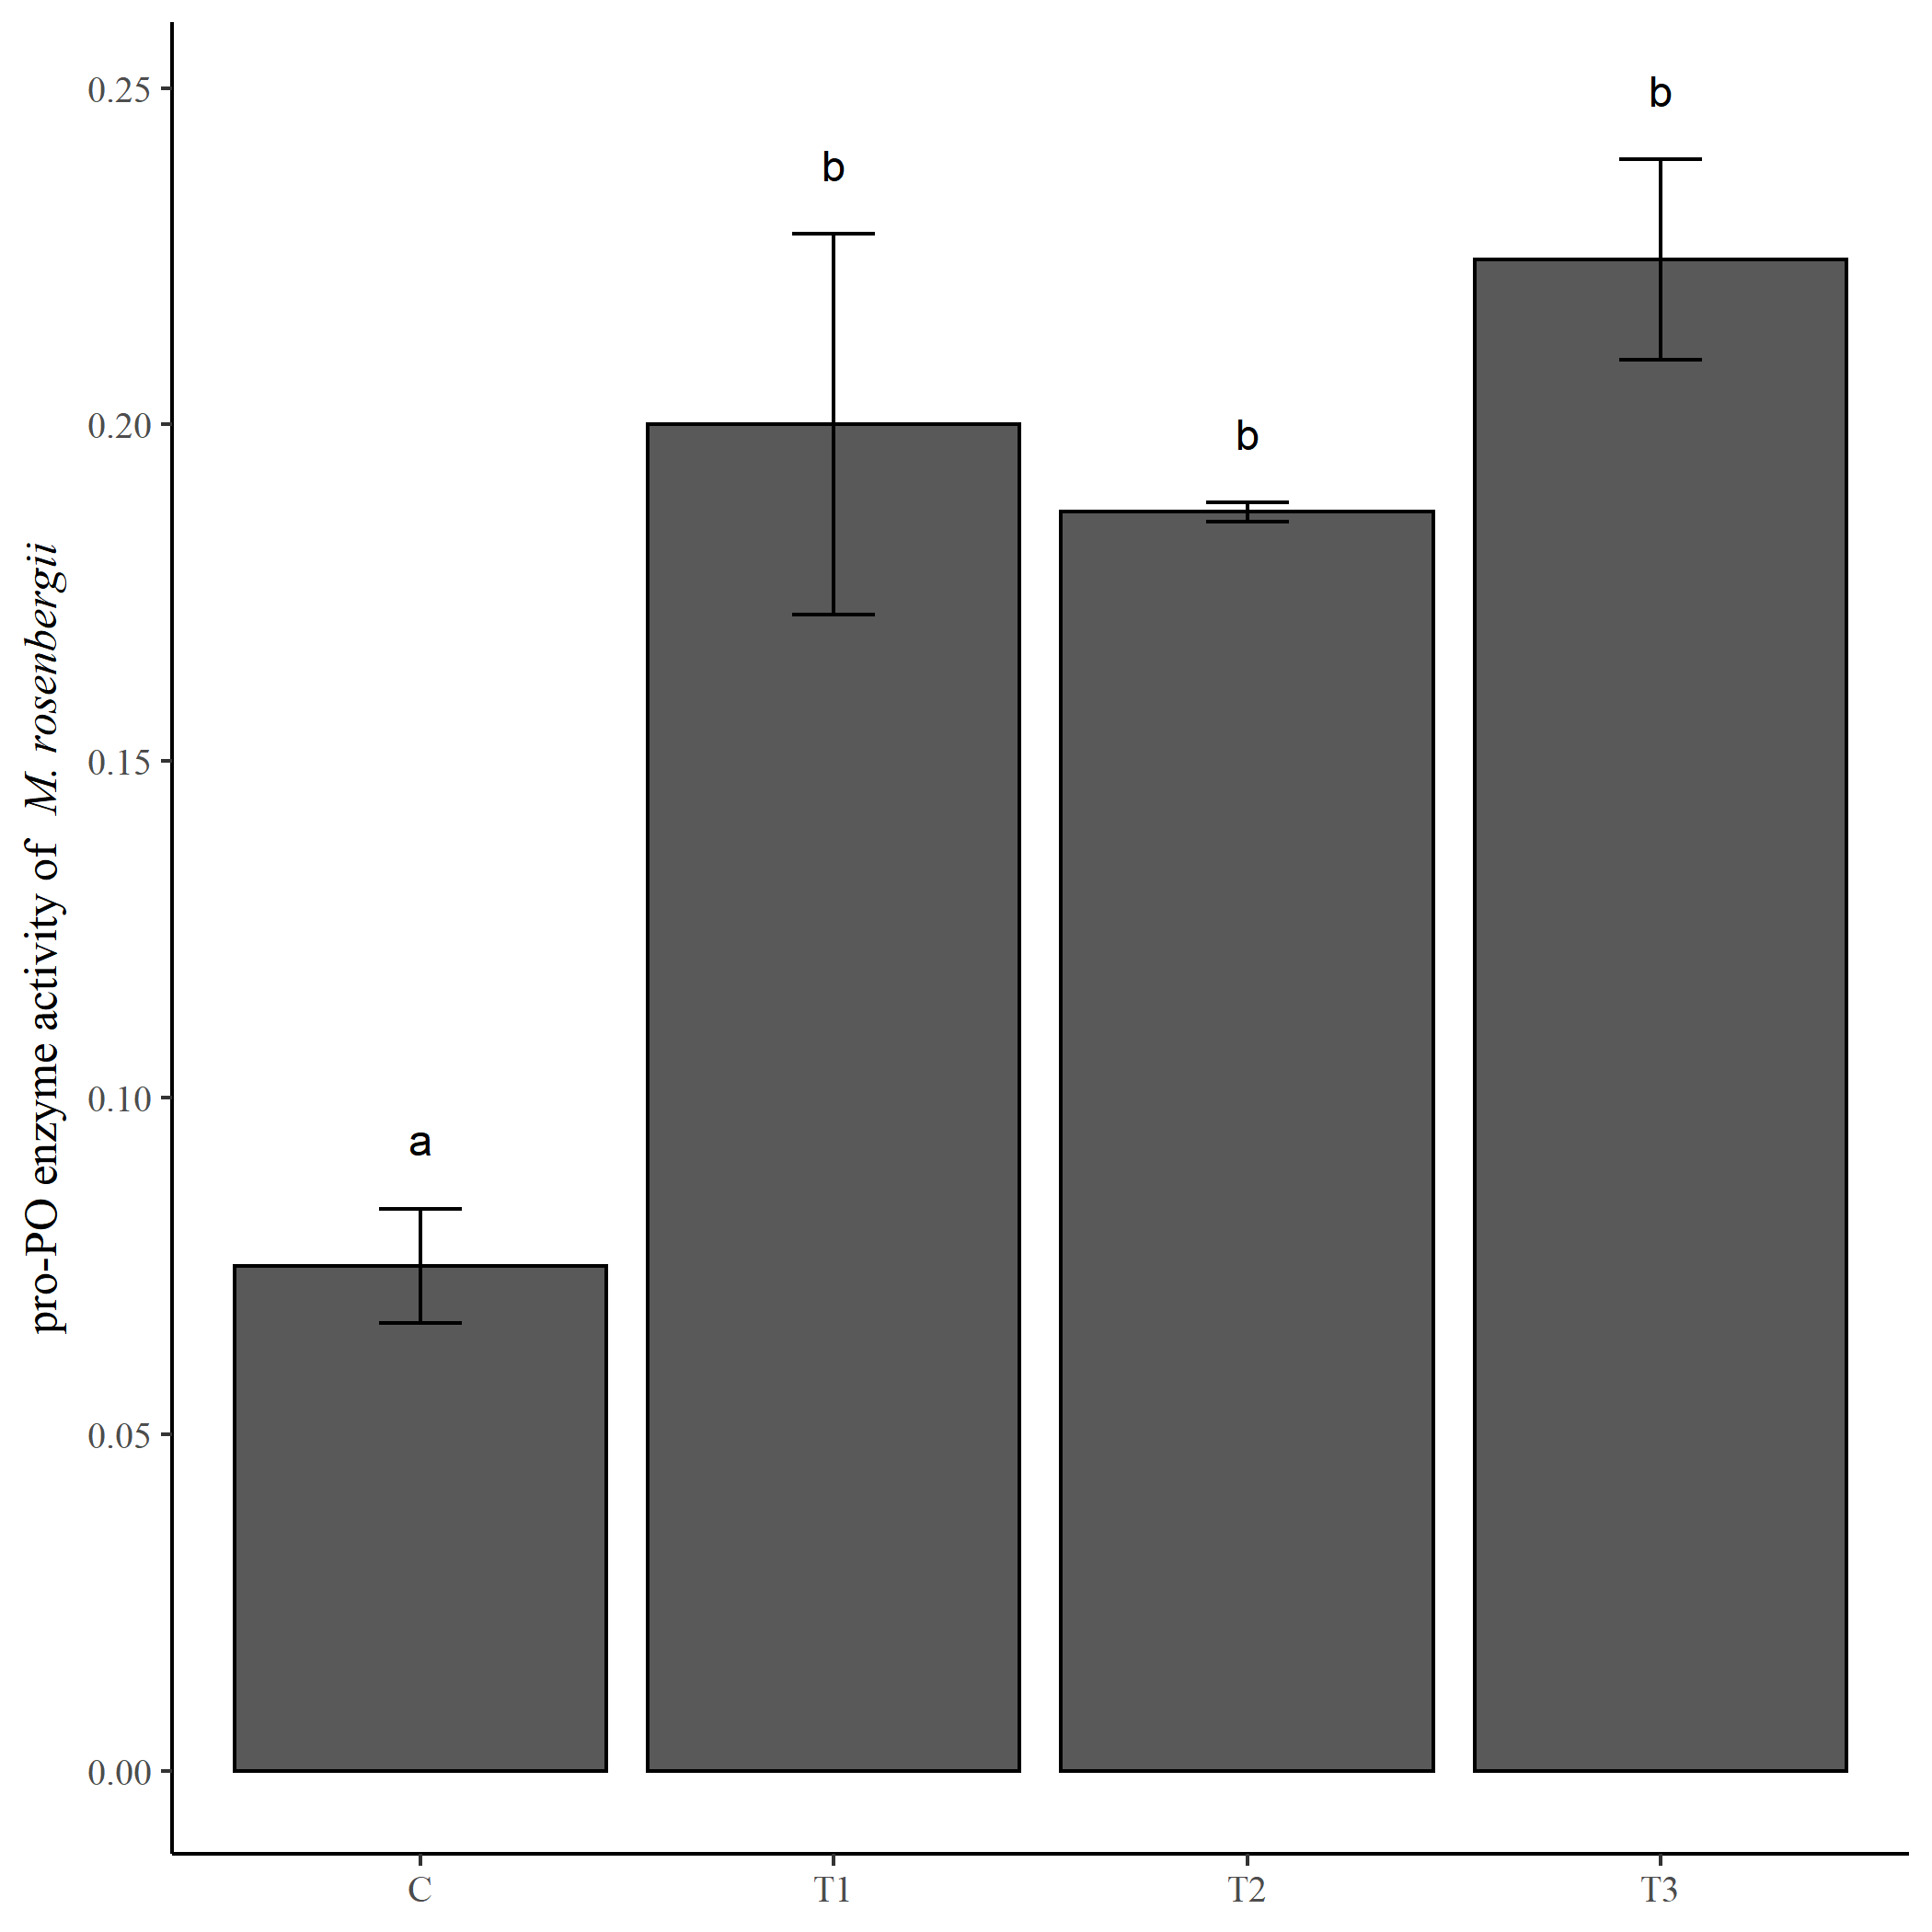 pro-PO enzyme activity of M. rosenbergii
0.25
0.20
0.15
0.10
0.05
0.00
a
b
b
b
C
T1
T2
T3